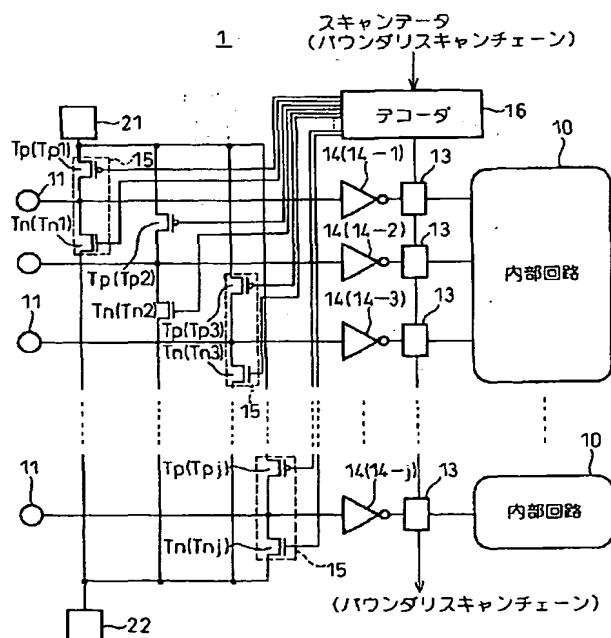 スキャンデータ
(バウンダリスキャンチェーン)
1
デコーダ
16
21
10
Tp(Tp1)
15
13
14(14-1)
11
Tn(Tn1)
14(14-2)
13
内部回路
Tp(Tp2)
11
Tn(Tn2)
14(14-3)
13
Tp(Tp3)
Tn(Tn3)
15
10
Tp(Tpj)
14(14-j)
13
11
内部回路
Tn(Tnj)
15
22
(バウンダリスキャンチェーン)